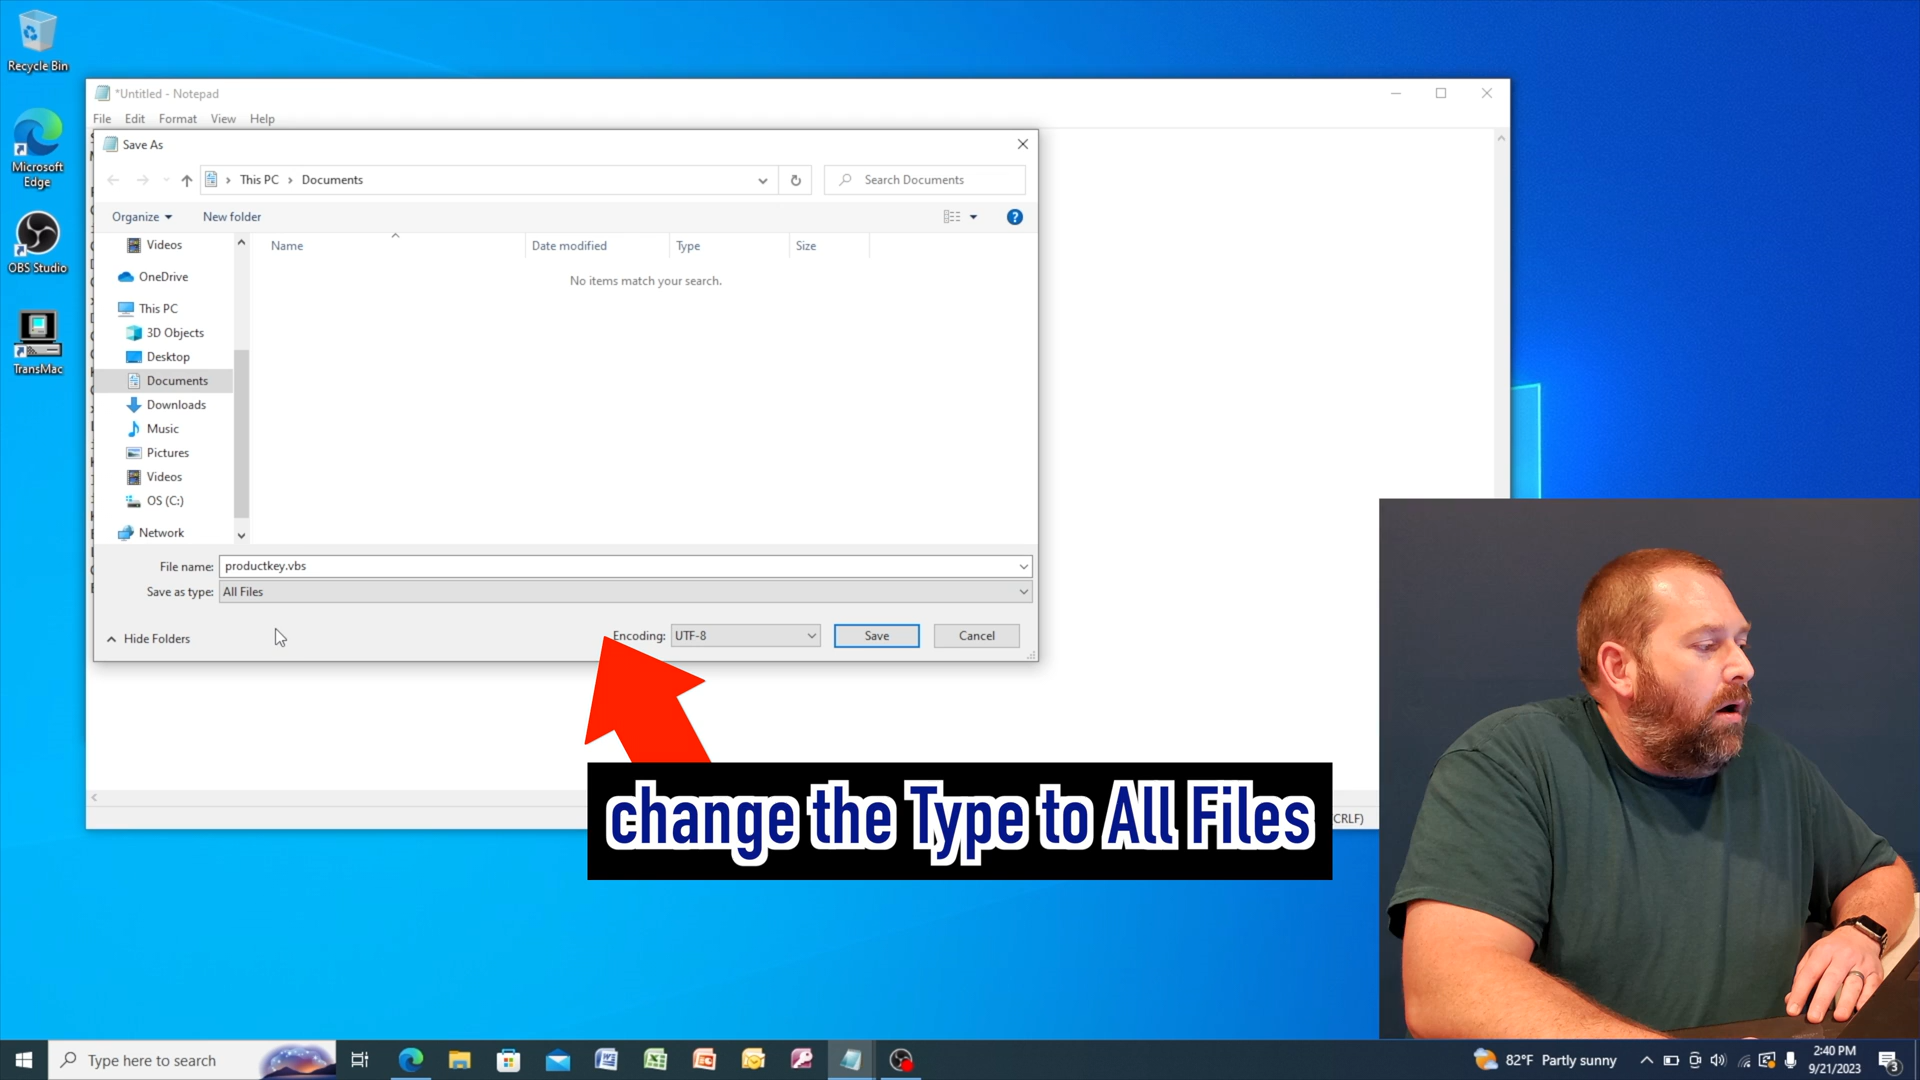 Recycle Bin
Microsoft
Edge
OBS Studio
TransMac
*Untitled - Notepad
File Edit Format View Help
Save As
This PC › Documents
Search Documents
Organize New folder
Videos
OneDrive
This PC
3D Objects
Desktop
Documents
Downloads
Music
Pictures
Videos
OS (C:)
Network
Name Date modified Type Size
No items match your search.
File name: productkey.vbs
Save as type: All Files
Hide Folders
Encoding: UTF-8 Save Cancel
CRLF)
change the Type to All Files
Type here to search
82°F Partly sunny
2:40 PM
9/21/2023
3